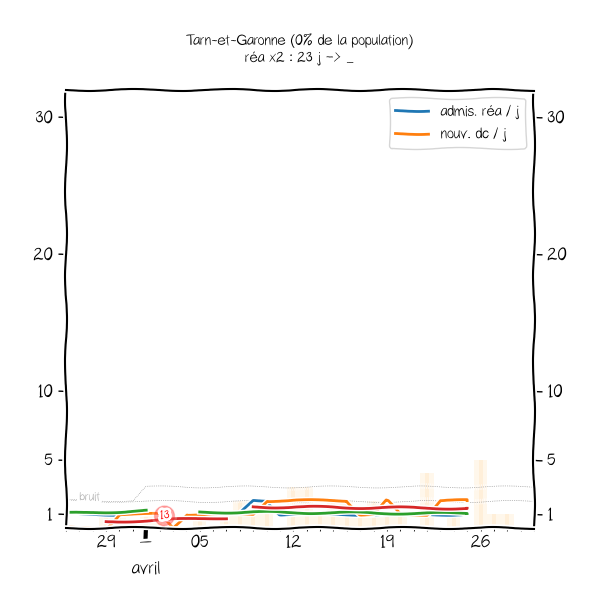 Tarn-et-Garonne (0% de la population)
réa x2 : 23 j -> _
admis. réa / j
nouv. dc / j
30 30
20 20
10 10
5 5
bruit
13
1 1
29 05 12 19 26
avril